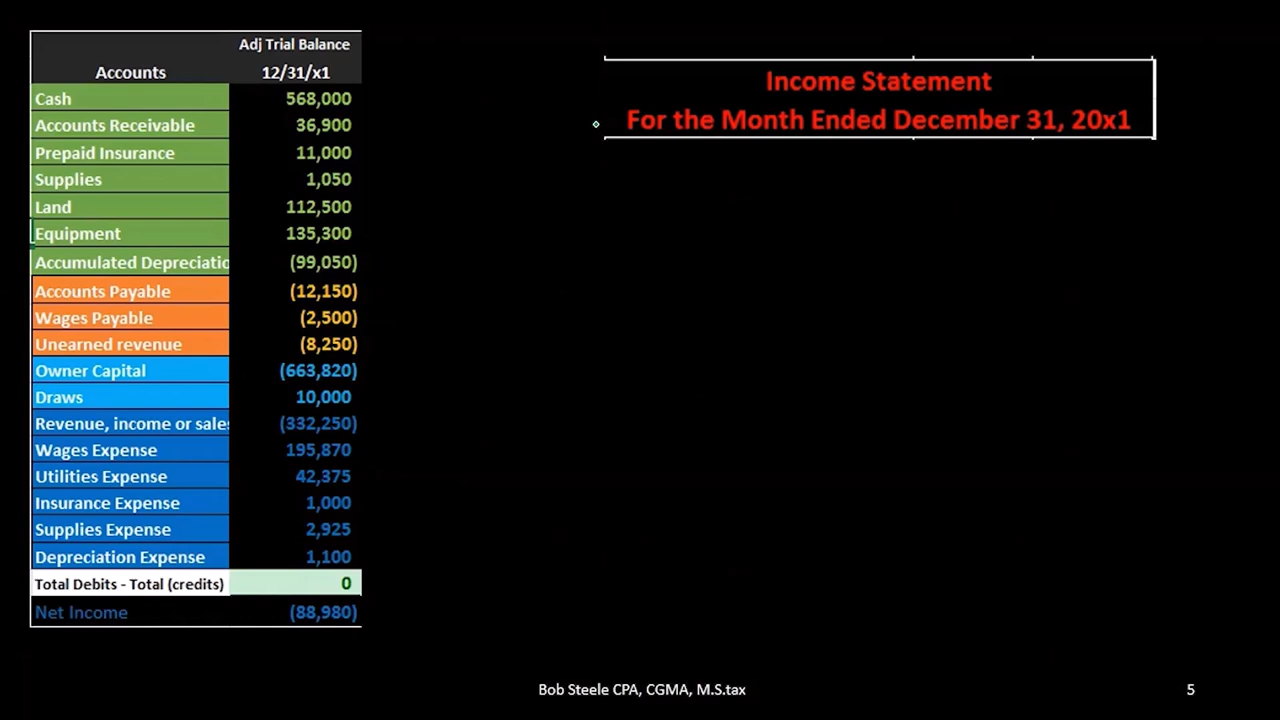 Adj Trial Balance
Accounts 12/31/x1
Cash 568,000
Accounts Receivable 36,900
Prepaid Insurance 11,000
Supplies 1,050
Land 112,500
Equipment 135,300
Accumulated Depreciatio (99,050)
Accounts Payable (12,150)
Wages Payable (2,500)
Unearned revenue (8,250)
Owner Capital (663,820)
Draws 10,000
Revenue, income or sales (332,250)
Wages Expense 195,870
Utilities Expense 42,375
Insurance Expense 1,000
Supplies Expense 2,925
Depreciation Expense 1,100
Total Debits - Total (credits) 0
Net Income (88,980)
Income Statement
For the Month Ended December 31, 20x1
Bob Steele CPA, CGMA, M.S.tax
5